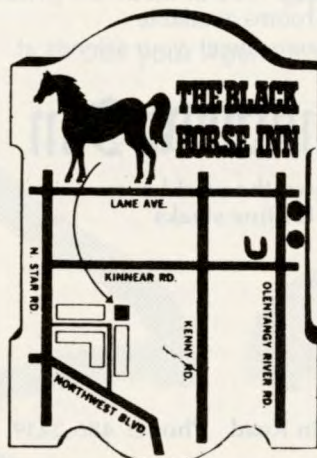 THE BLACK
HORSE INN
LANE AVE.
N. STAR RD.
KINNEAR RD.
KENNY RD.
OLENTANGY RIVER RD.
NORTHWEST BLVD.